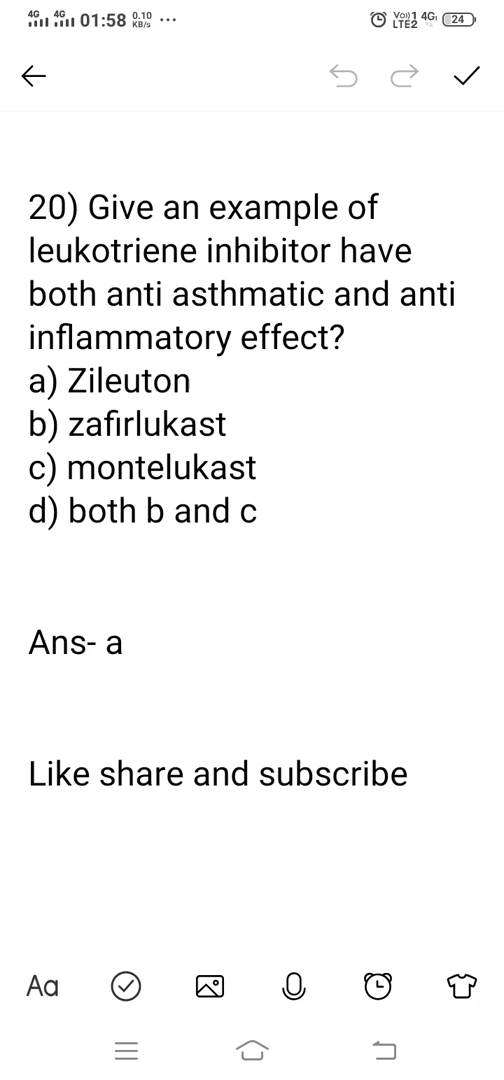 4G 4G 01:58 0.10 KB/s ... Vo))1 4G LTE2 24
20) Give an example of
leukotriene inhibitor have
both anti asthmatic and anti
inflammatory effect?
a) Zileuton
b) zafirlukast
c) montelukast
d) both b and c
Ans- a
Like share and subscribe
Aa